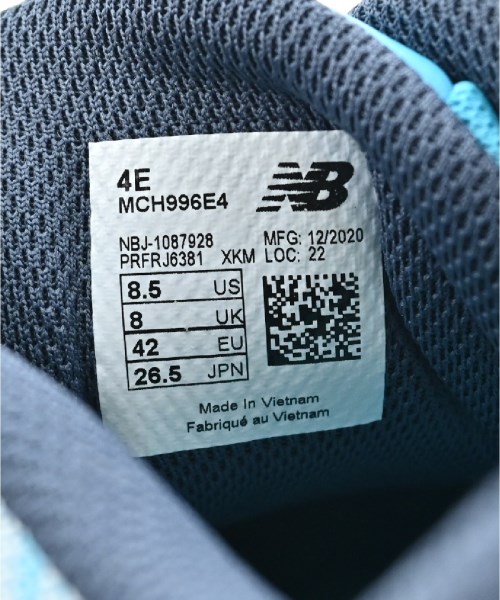 4E
MCH996E4
NB
NBJ-1087928 MFG: 12/2020
PRFRJ6381 XKM LOC: 22
8.5 US
8 UK
42 EU
26.5 JPN
Made In Vietnam
Fabriqué au Vietnam